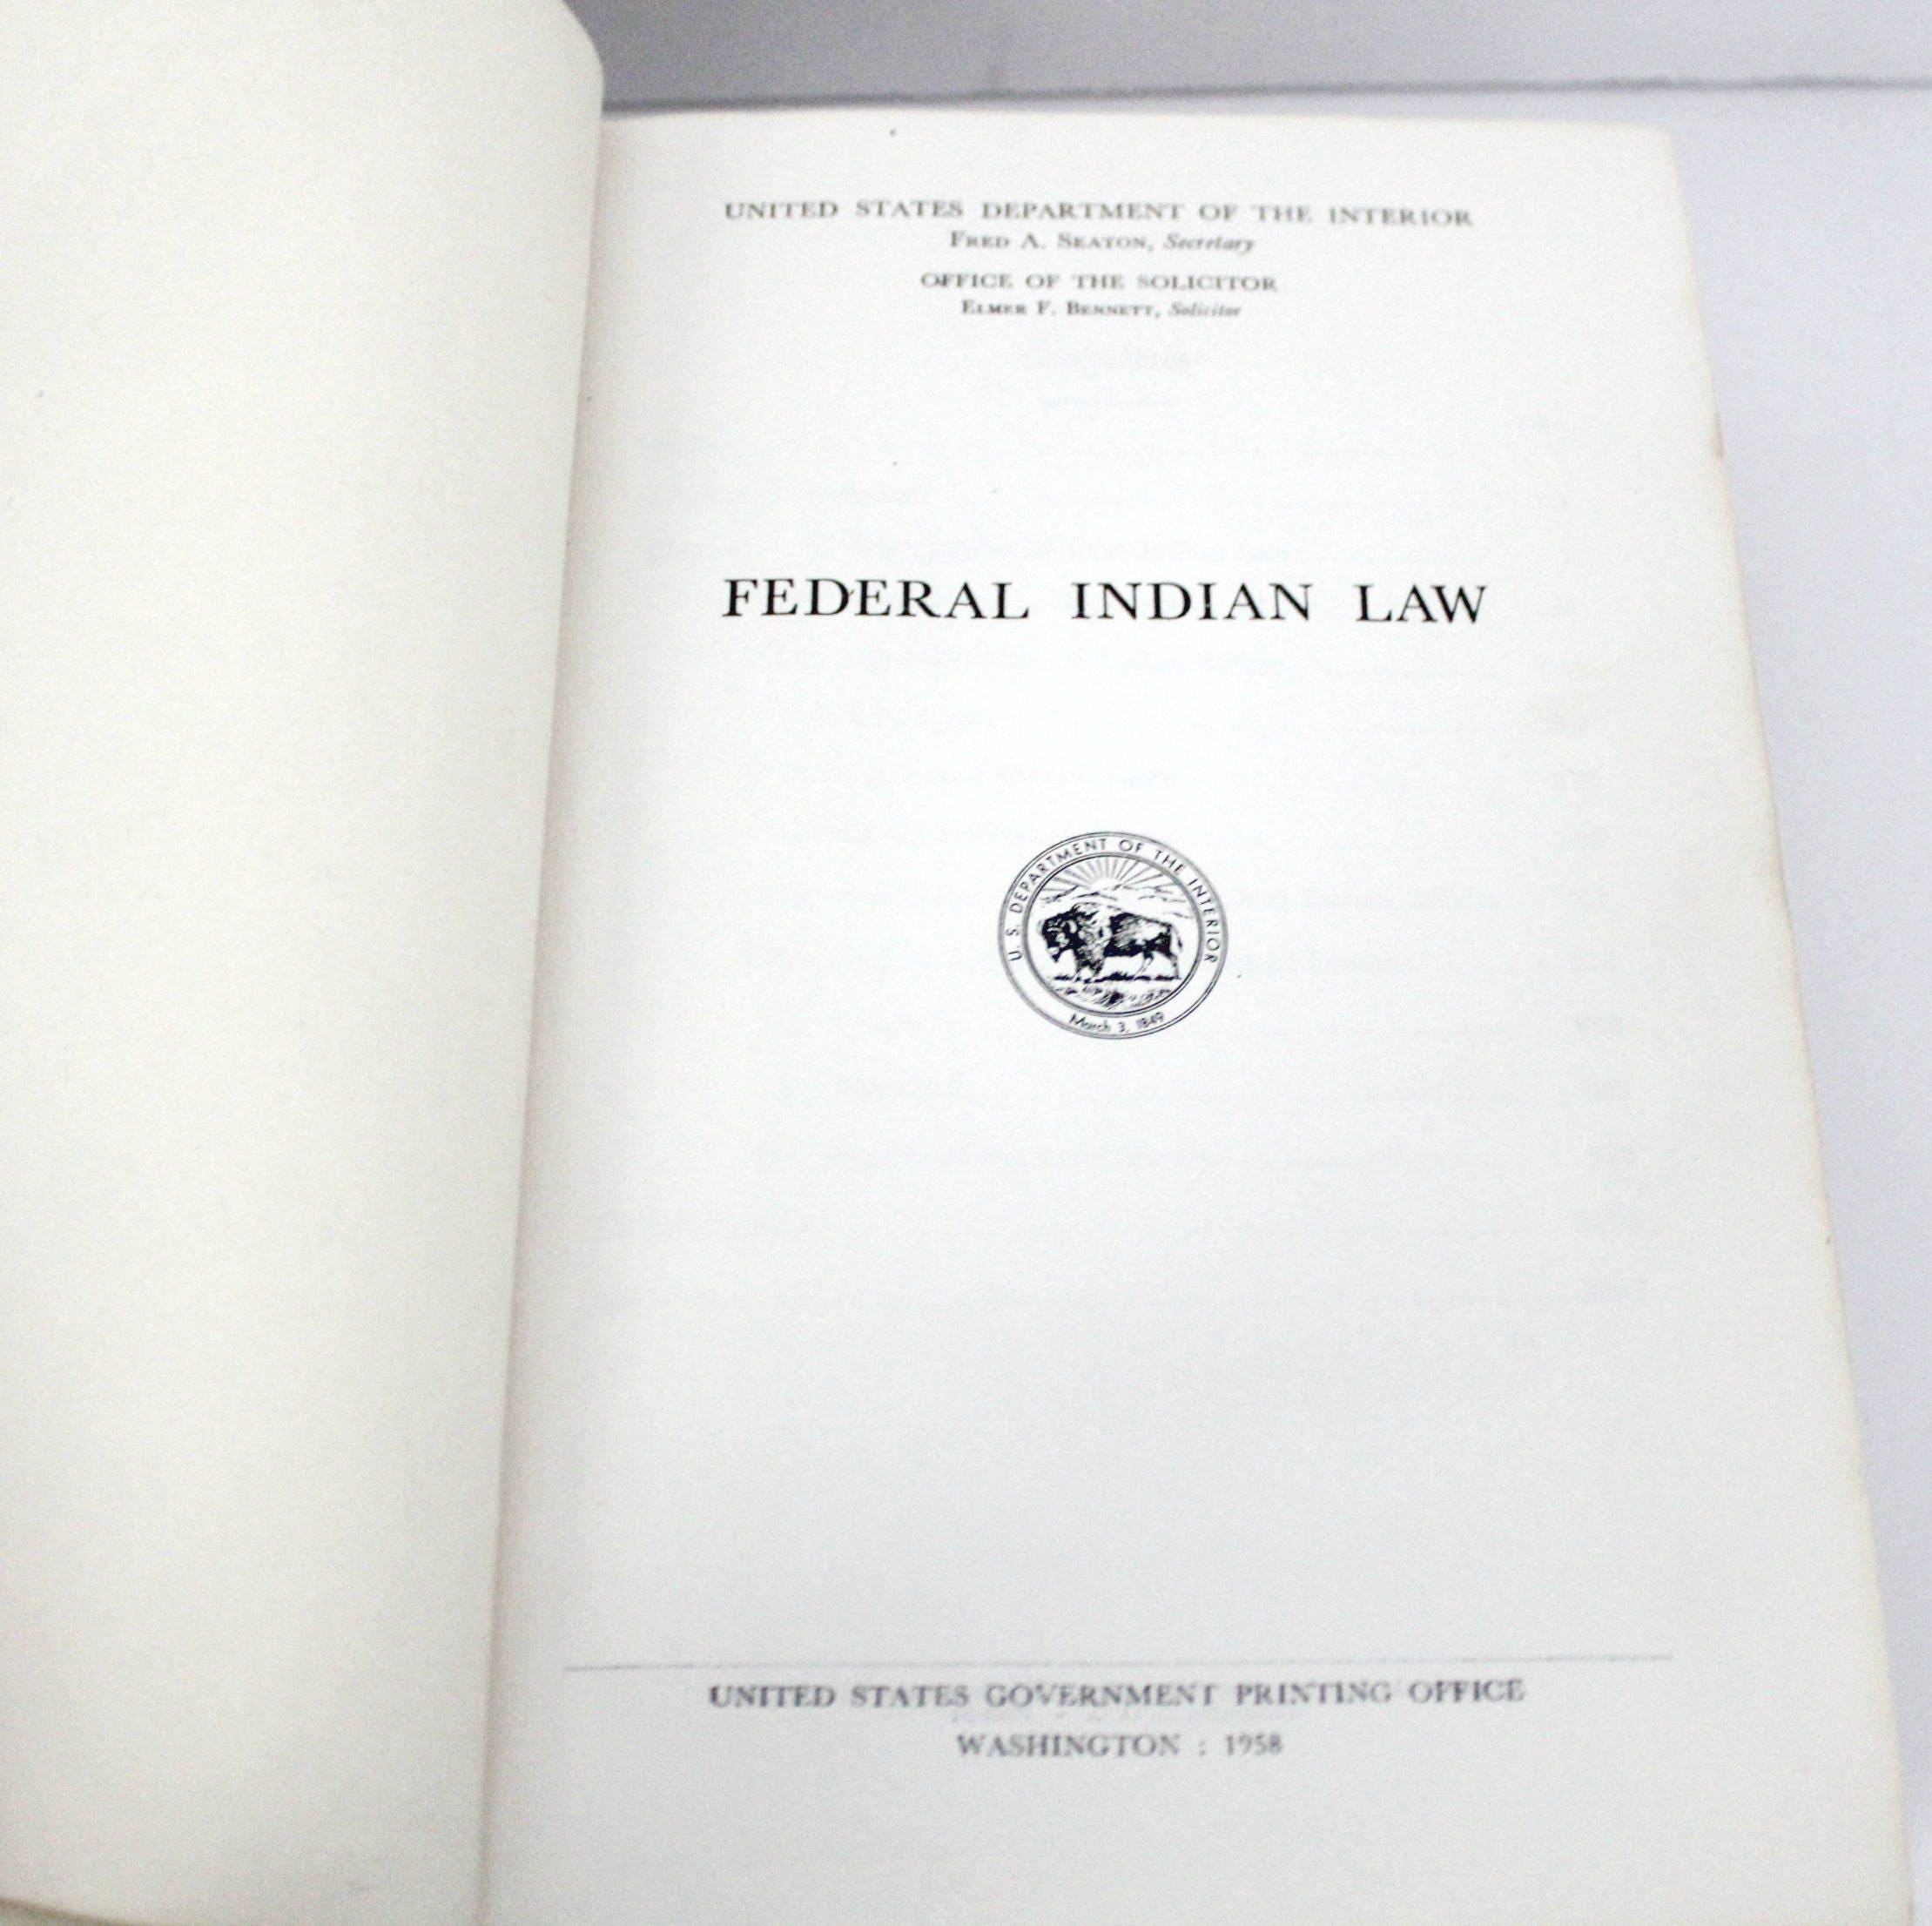 UNITED STATES DEPARTMENT OF THE INTERIOR
FRED A. SEATON, Secretary
OFFICE OF THE SOLICITOR
ELMER F. BENNETT, Solicitor
FEDERAL INDIAN LAW
U. S. DEPARTMENT OF THE INTERIOR
March 3, 1849
UNITED STATES GOVERNMENT PRINTING OFFICE
WASHINGTON : 1958